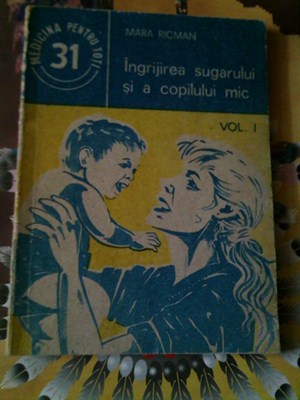 MEDICINA PENTRU TOȚI
31
MARA RICMAN
Îngrijirea sugarului
și a copilului mic
VOL. I